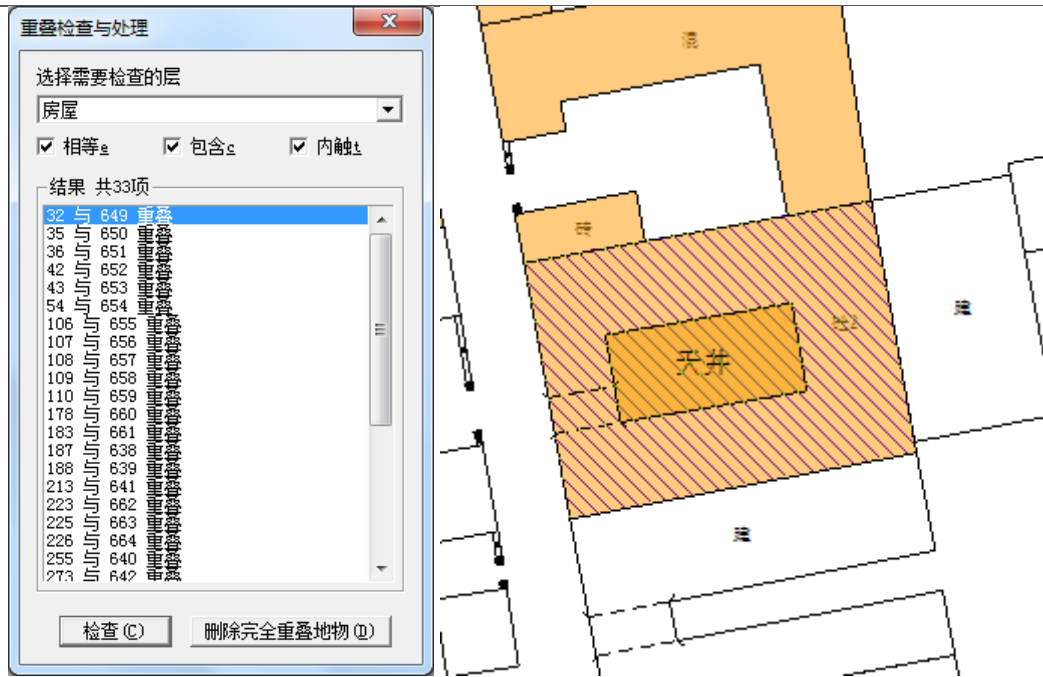 重叠检查与处理
选择需要检查的层
房屋
相等e
包含c
内触t
结果 共33项
32 与 649 重叠
35 与 650 重叠
36 与 651 重叠
42 与 652 重叠
43 与 653 重叠
54 与 654 重叠
106 与 655 重叠
107 与 656 重叠
108 与 657 重叠
109 与 658 重叠
110 与 659 重叠
178 与 660 重叠
183 与 661 重叠
187 与 638 重叠
188 与 639 重叠
213 与 641 重叠
223 与 662 重叠
225 与 663 重叠
226 与 664 重叠
255 与 640 重叠
273 与 642 重叠
检查(C)
删除完全重叠地物(D)
混
砖
建
天井
建